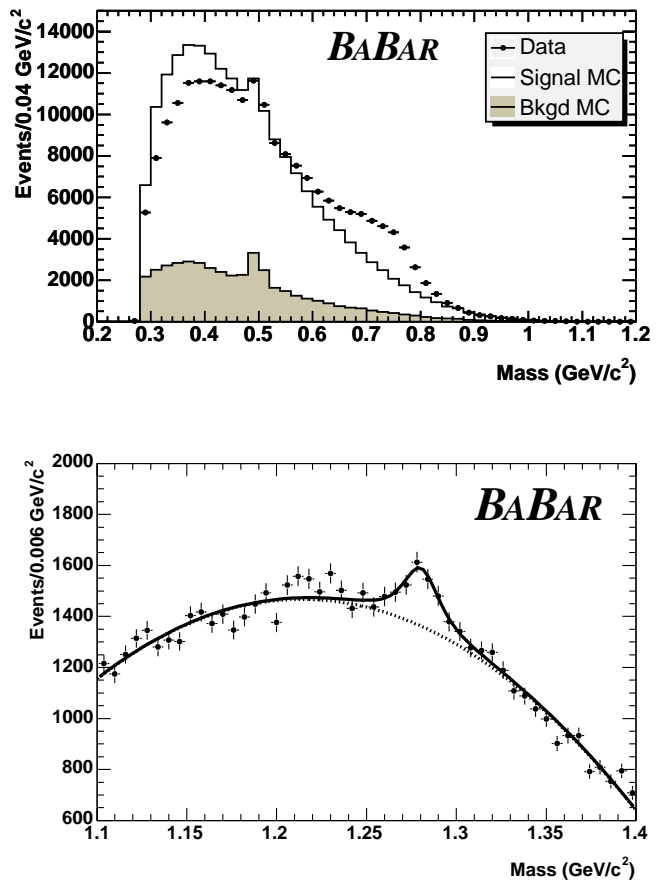 BABAR
Data
Signal MC
Bkgd MC
Events/0.04 GeV/c²
14000
12000
10000
8000
6000
4000
2000
0
0.2 0.3 0.4 0.5 0.6 0.7 0.8 0.9 1 1.1 1.2
Mass (GeV/c²)
BABAR
Events/0.006 GeV/c²
2000
1800
1600
1400
1200
1000
800
600
1.1 1.15 1.2 1.25 1.3 1.35 1.4
Mass (GeV/c²)